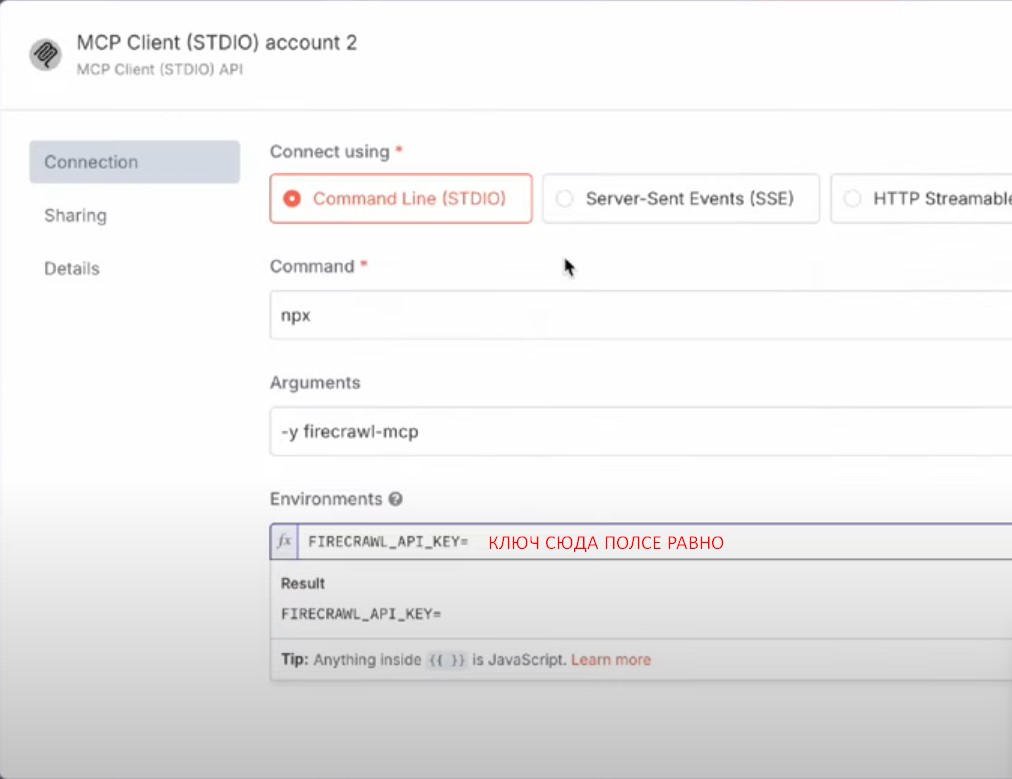 MCP Client (STDIO) account 2
MCP Client (STDIO) API
Connection
Sharing
Details
Connect using *
Command Line (STDIO)
Server-Sent Events (SSE)
HTTP Streamable
Command *
npx
Arguments
-y firecrawl-mcp
Environments ?
fx FIRECRAWL_API_KEY= КЛЮЧ СЮДА ПОЛСЕ РАВНО
Result
FIRECRAWL_API_KEY=
Tip: Anything inside {{ }} is JavaScript. Learn more